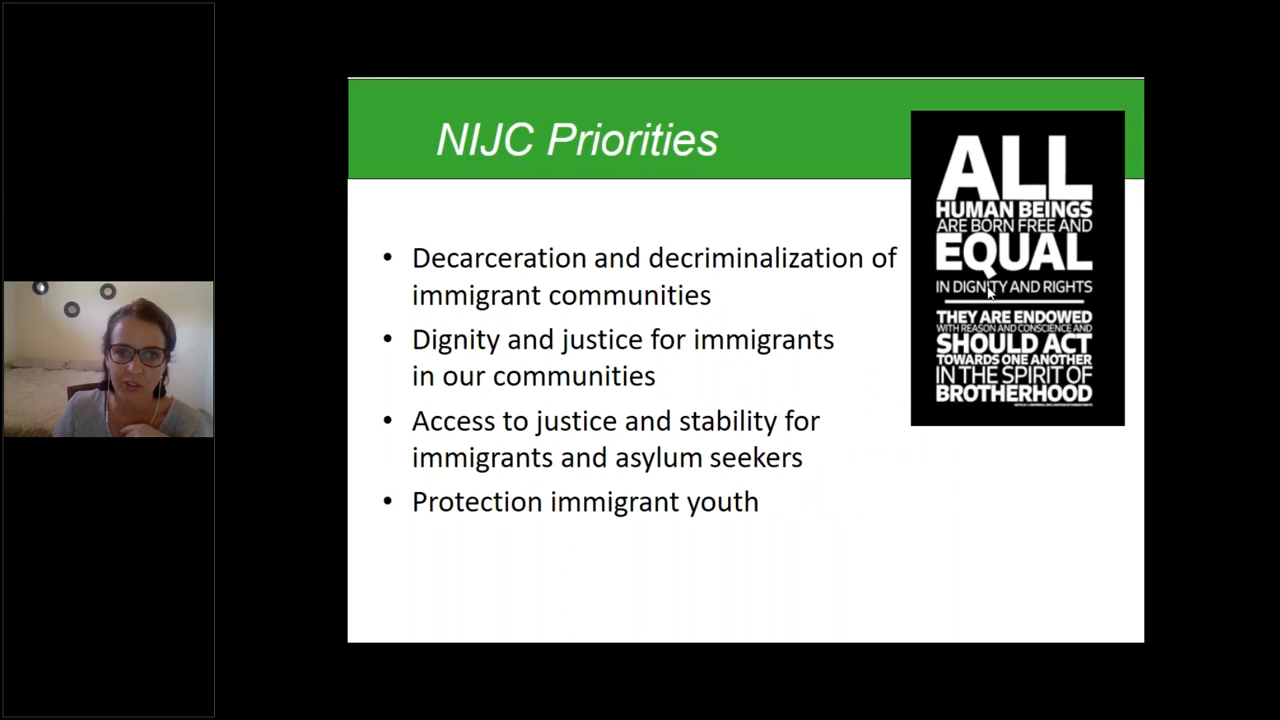 NIJC Priorities
• Decarceration and decriminalization of
immigrant communities
• Dignity and justice for immigrants
in our communities
• Access to justice and stability for
immigrants and asylum seekers
• Protection immigrant youth
ALL
HUMAN BEINGS
ARE BORN FREE AND
EQUAL
IN DIGNITY AND RIGHTS
THEY ARE ENDOWED
WITH REASON AND CONSCIENCE AND
SHOULD ACT
TOWARDS ONE ANOTHER
IN THE SPIRIT OF
BROTHERHOOD